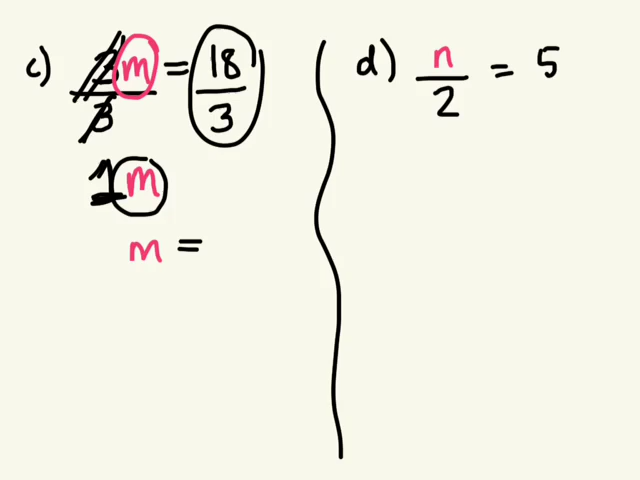 c) 3m/3 = 18/3
1m
m =
d) n/2 = 5